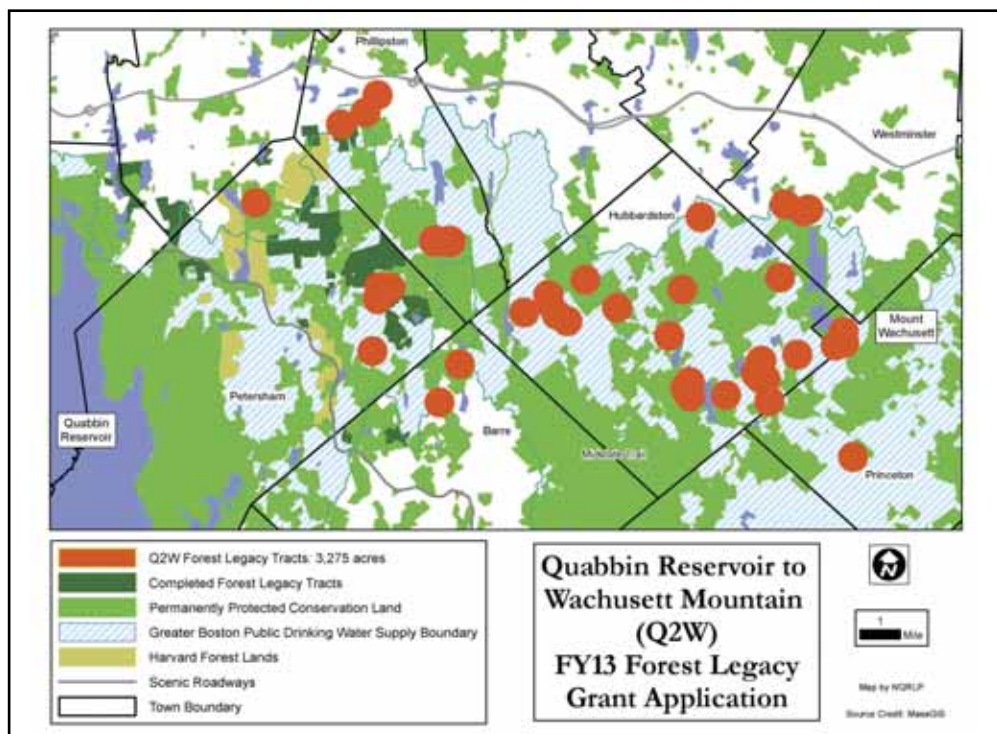 Phillipston
Westminster
Hubbardston
Mount
Wachusett
Petersham
Quabbin
Reservoir
Barre
Princeton
Q2W Forest Legacy Tracts: 3,275 acres
Completed Forest Legacy Tracts
Permanently Protected Conservation Land
Greater Boston Public Drinking Water Supply Boundary
Harvard Forest Lands
Scenic Roadways
Town Boundary
Quabbin Reservoir to
Wachusett Mountain
(Q2W)
FY13 Forest Legacy
Grant Application
N
1
Mile
Map by NQRLP
Source Credit: MassGIS